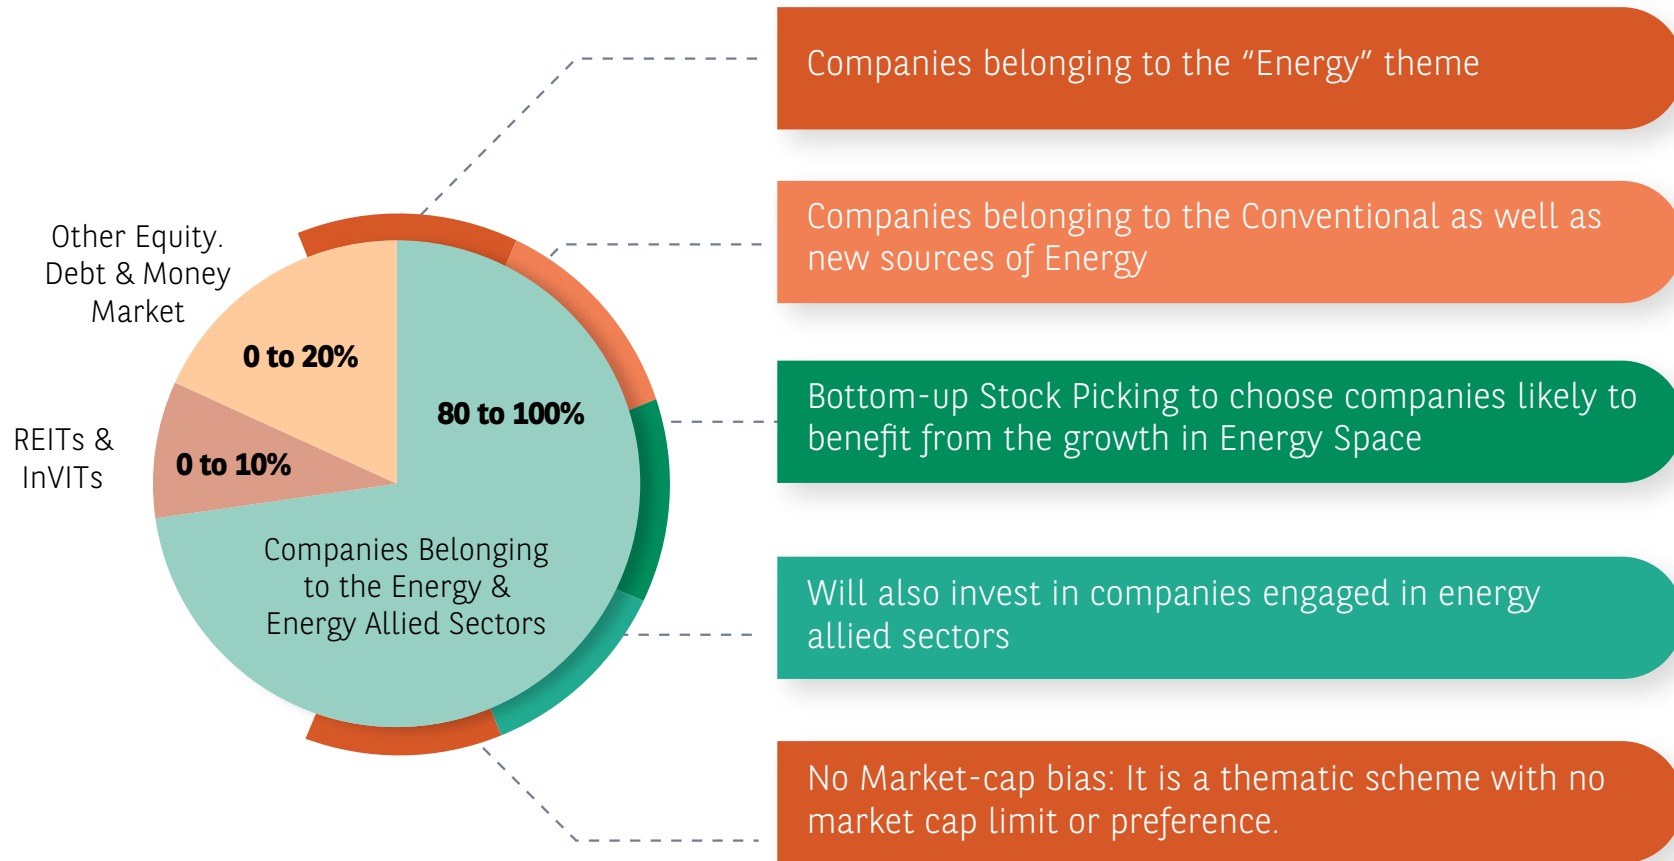 Other Equity.
Debt & Money
Market
0 to 20%
REITs &
InVITs
0 to 10%
80 to 100%
Companies Belonging
to the Energy &
Energy Allied Sectors
Companies belonging to the “Energy” theme
Companies belonging to the Conventional as well as
new sources of Energy
Bottom-up Stock Picking to choose companies likely to
benefit from the growth in Energy Space
Will also invest in companies engaged in energy
allied sectors
No Market-cap bias: It is a thematic scheme with no
market cap limit or preference.